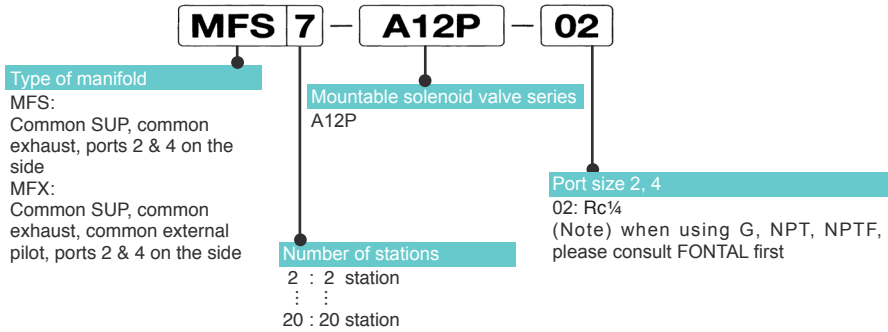 MFS 7 – A12P – 02
Type of manifold
MFS:
Common SUP, common
exhaust, ports 2 & 4 on the
side
MFX:
Common SUP, common
exhaust, common external
pilot, ports 2 & 4 on the side
Mountable solenoid valve series
A12P
Number of stations
2 : 2 station
⋮ ⋮
20 : 20 station
Port size 2, 4
02: Rc¼
(Note) when using G, NPT, NPTF,
please consult FONTAL first